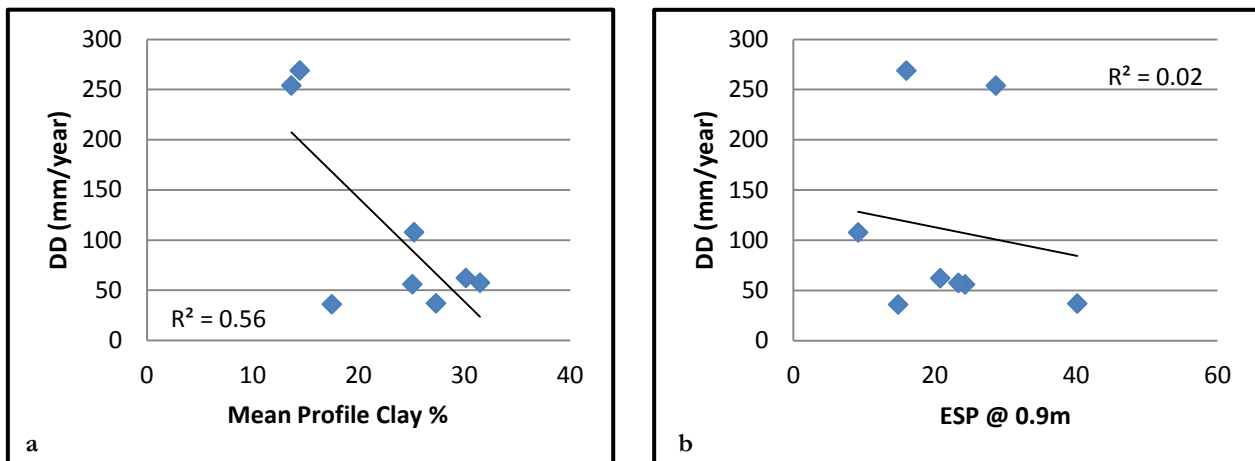 300
250
200
150
100
50
0
DD (mm/year)
R² = 0.56
0 10 20 30 40
Mean Profile Clay %
a
300
250
200
150
100
50
0
DD (mm/year)
R² = 0.02
0 20 40 60
ESP @ 0.9m
b